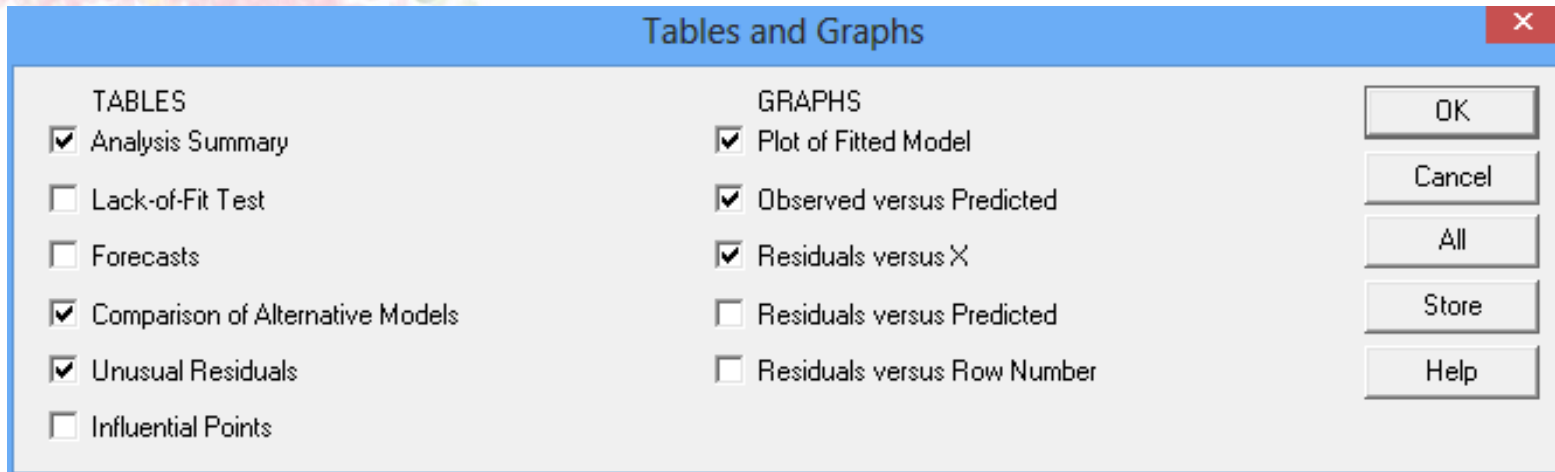 Tables and Graphs
TABLES
Analysis Summary
Lack-of-Fit Test
Forecasts
Comparison of Alternative Models
Unusual Residuals
Influential Points
GRAPHS
Plot of Fitted Model
Observed versus Predicted
Residuals versus X
Residuals versus Predicted
Residuals versus Row Number
OK
Cancel
All
Store
Help